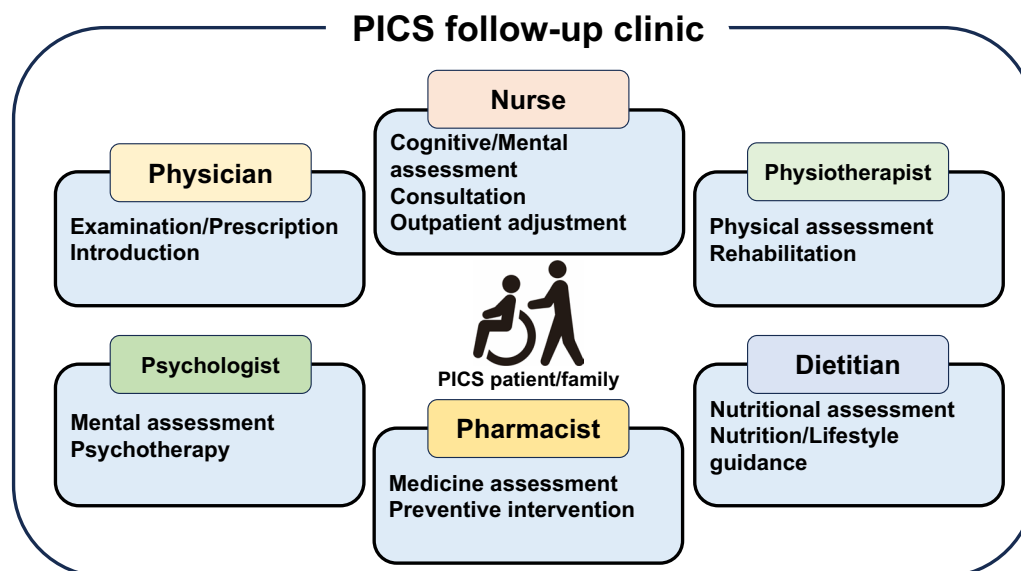 PICS follow-up clinic
Nurse
Cognitive/Mental
assessment
Consultation
Outpatient adjustment
Physician
Examination/Prescription
Introduction
Physiotherapist
Physical assessment
Rehabilitation
PICS patient/family
Psychologist
Mental assessment
Psychotherapy
Pharmacist
Medicine assessment
Preventive intervention
Dietitian
Nutritional assessment
Nutrition/Lifestyle
guidance